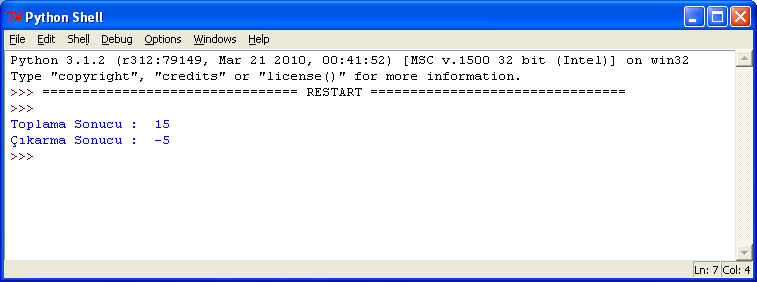 Python Shell
File Edit Shell Debug Options Windows Help
Python 3.1.2 (r312:79149, Mar 21 2010, 00:41:52) [MSC v.1500 32 bit (Intel)] on win32
Type "copyright", "credits" or "license()" for more information.
>>> ================================ RESTART ================================
>>>
Toplama Sonucu :  15
Çıkarma Sonucu :  -5
>>>
Ln: 7 Col: 4